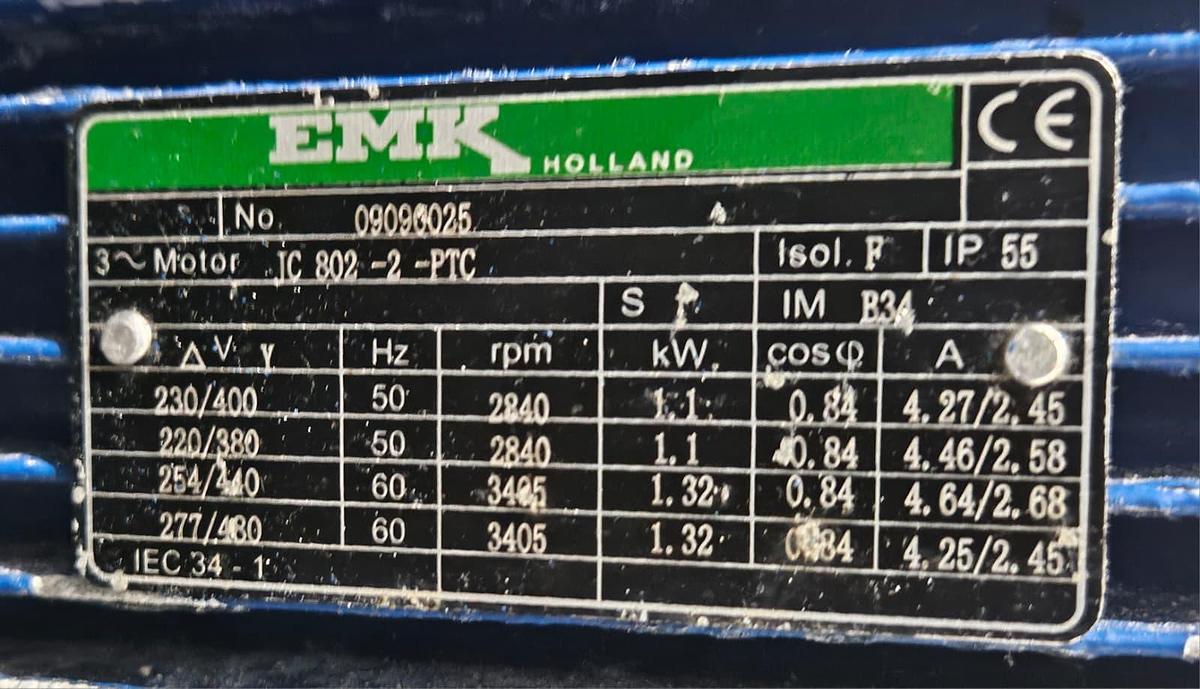 EMK HOLLAND CE
No 09096025
3~ Motor IC 802 -2 -PTC Isol. F IP 55
S IM B34
Δ V Y Hz rpm kW cosφ A
230/400 50 2840 1.1 0.84 4.27/2.45
220/380 50 2840 1.1 0.84 4.46/2.58
254/440 60 3405 1.32 0.84 4.64/2.68
277/480 60 3405 1.32 0.84 4.25/2.45
IEC 34 - 1